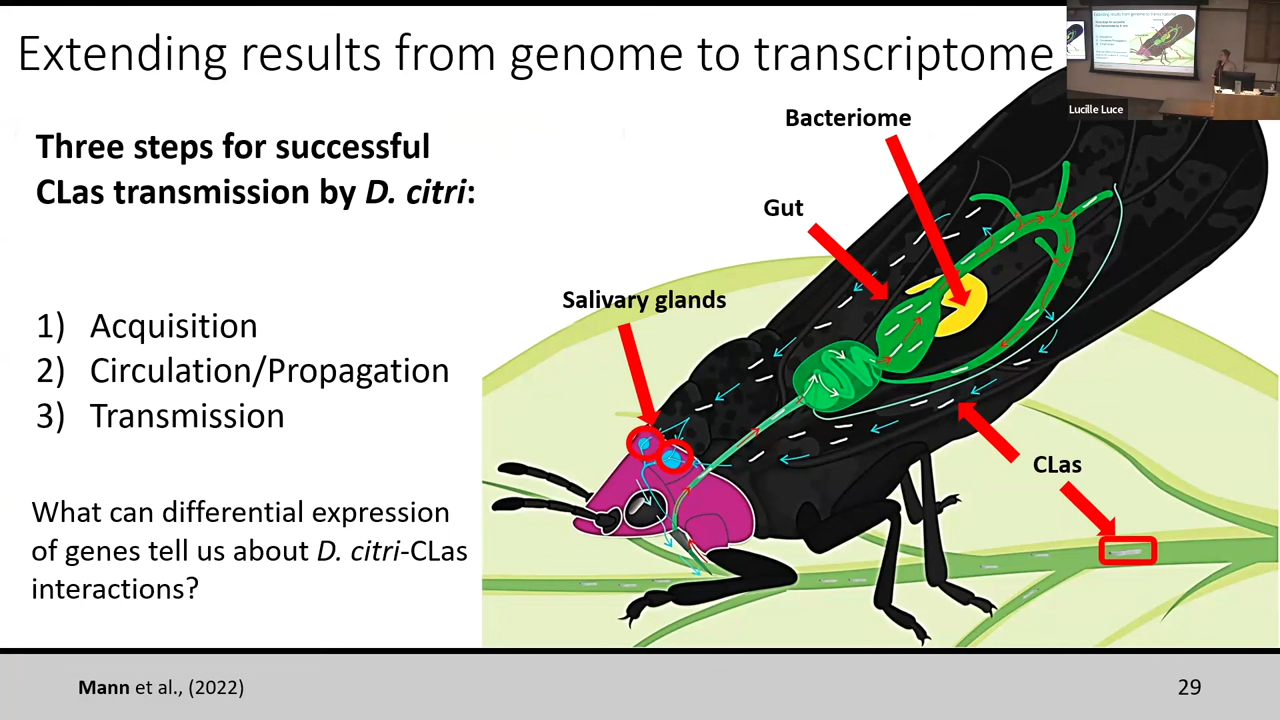 Extending results from genome to transcriptome
Lucille Luce
Three steps for successful
CLas transmission by D. citri:
1) Acquisition
2) Circulation/Propagation
3) Transmission
What can differential expression
of genes tell us about D. citri-CLas
interactions?
Bacteriome
Gut
Salivary glands
CLas
Mann et al., (2022)
29